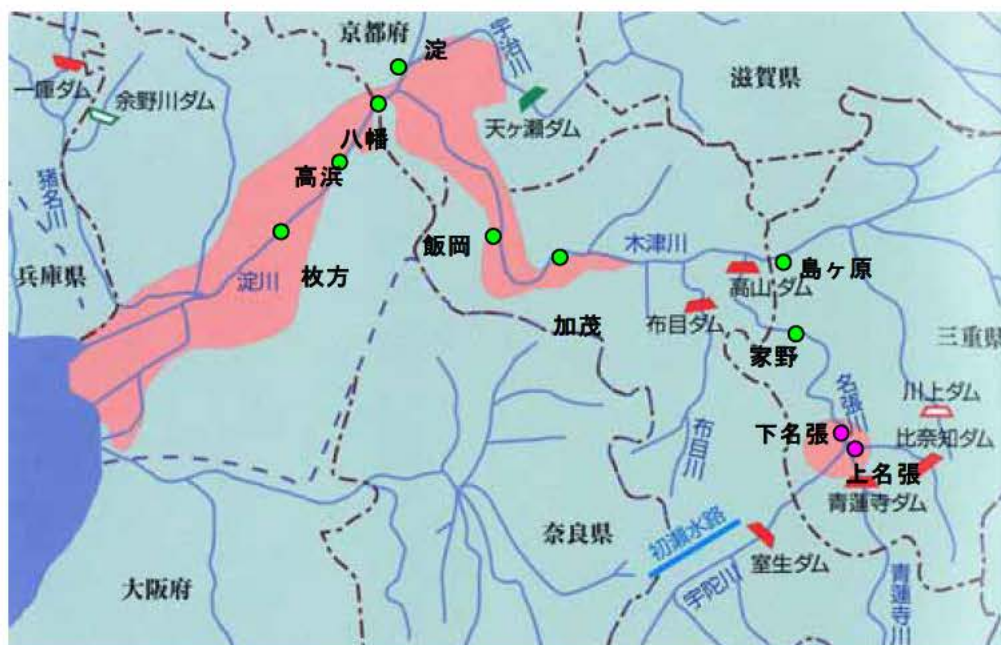 京都府
淀
宇治川
滋賀県
一庫ダム
余野川ダム
天ヶ瀬ダム
八幡
高浜
猪名川
兵庫県
淀川
枚方
飯岡
木津川
島ヶ原
高山ダム
加茂
布目ダム
家野
三重県
名張川
川上ダム
下名張
比奈知ダム
上名張
布目川
青蓮寺ダム
奈良県
初瀬水路
室生ダム
大阪府
宇陀川
青蓮寺川